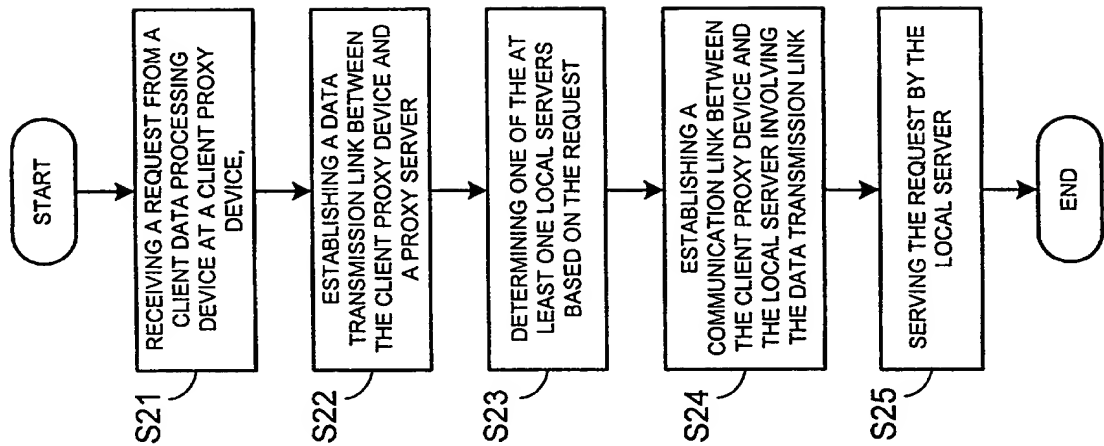 START
S21
RECEIVING A REQUEST FROM A
CLIENT DATA PROCESSING
DEVICE AT A CLIENT PROXY
DEVICE,
S22
ESTABLISHING A DATA
TRANSMISSION LINK BETWEEN
THE CLIENT PROXY DEVICE AND
A PROXY SERVER
S23
DETERMINING ONE OF THE AT
LEAST ONE LOCAL SERVERS
BASED ON THE REQUEST
S24
ESTABLISHING A
COMMUNICATION LINK BETWEEN
THE CLIENT PROXY DEVICE AND
THE LOCAL SERVER INVOLVING
THE DATA TRANSMISSION LINK
S25
SERVING THE REQUEST BY THE
LOCAL SERVER
END